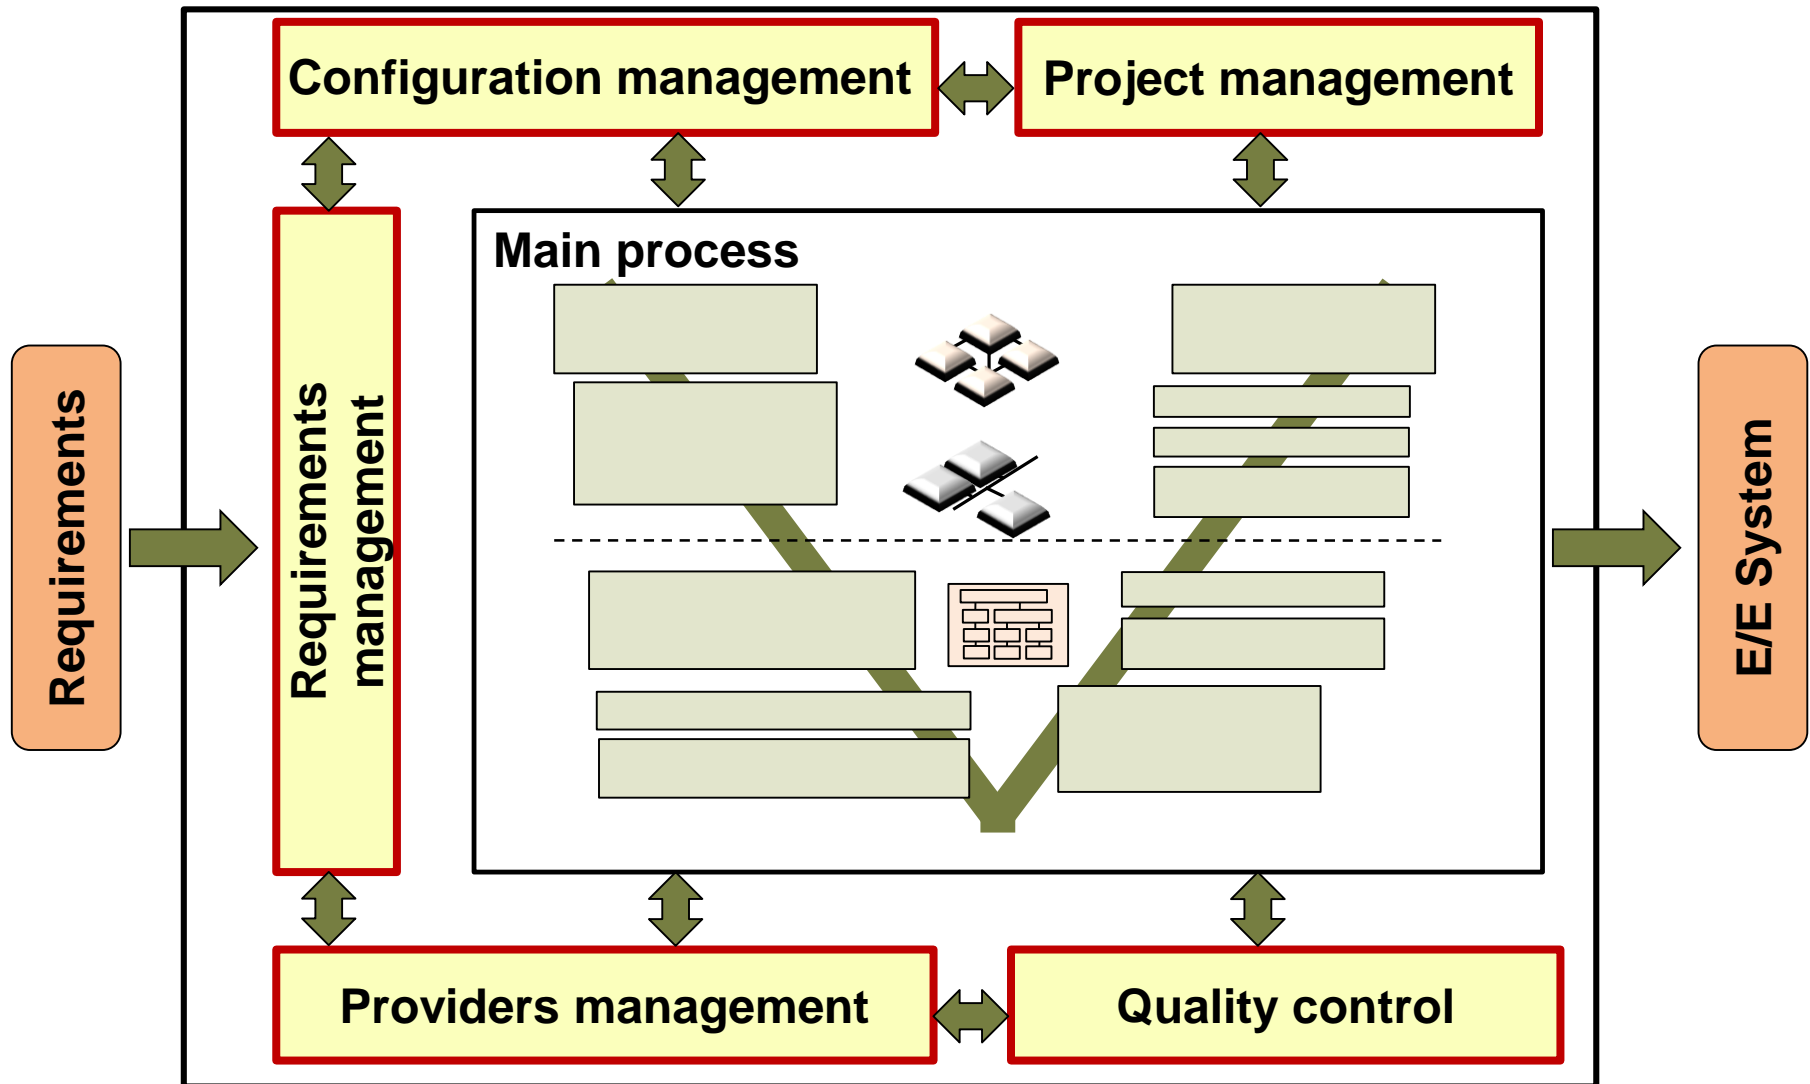 Configuration management
Project management
Main process
Requirements
Requirements
management
E/E System
Providers management
Quality control